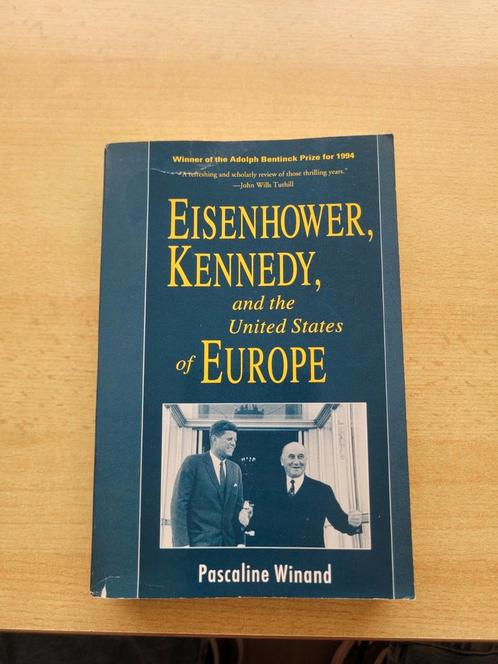 Winner of the Adolph Bentinck Prize for 1994
"A refreshing and scholarly review of those thrilling years."
—John Wills Tuthill
EISENHOWER,
KENNEDY,
and the
United States
of EUROPE
Pascaline Winand